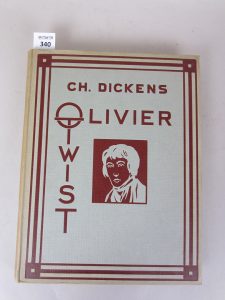 340
CH. DICKENS
OLIVIER
TWIST